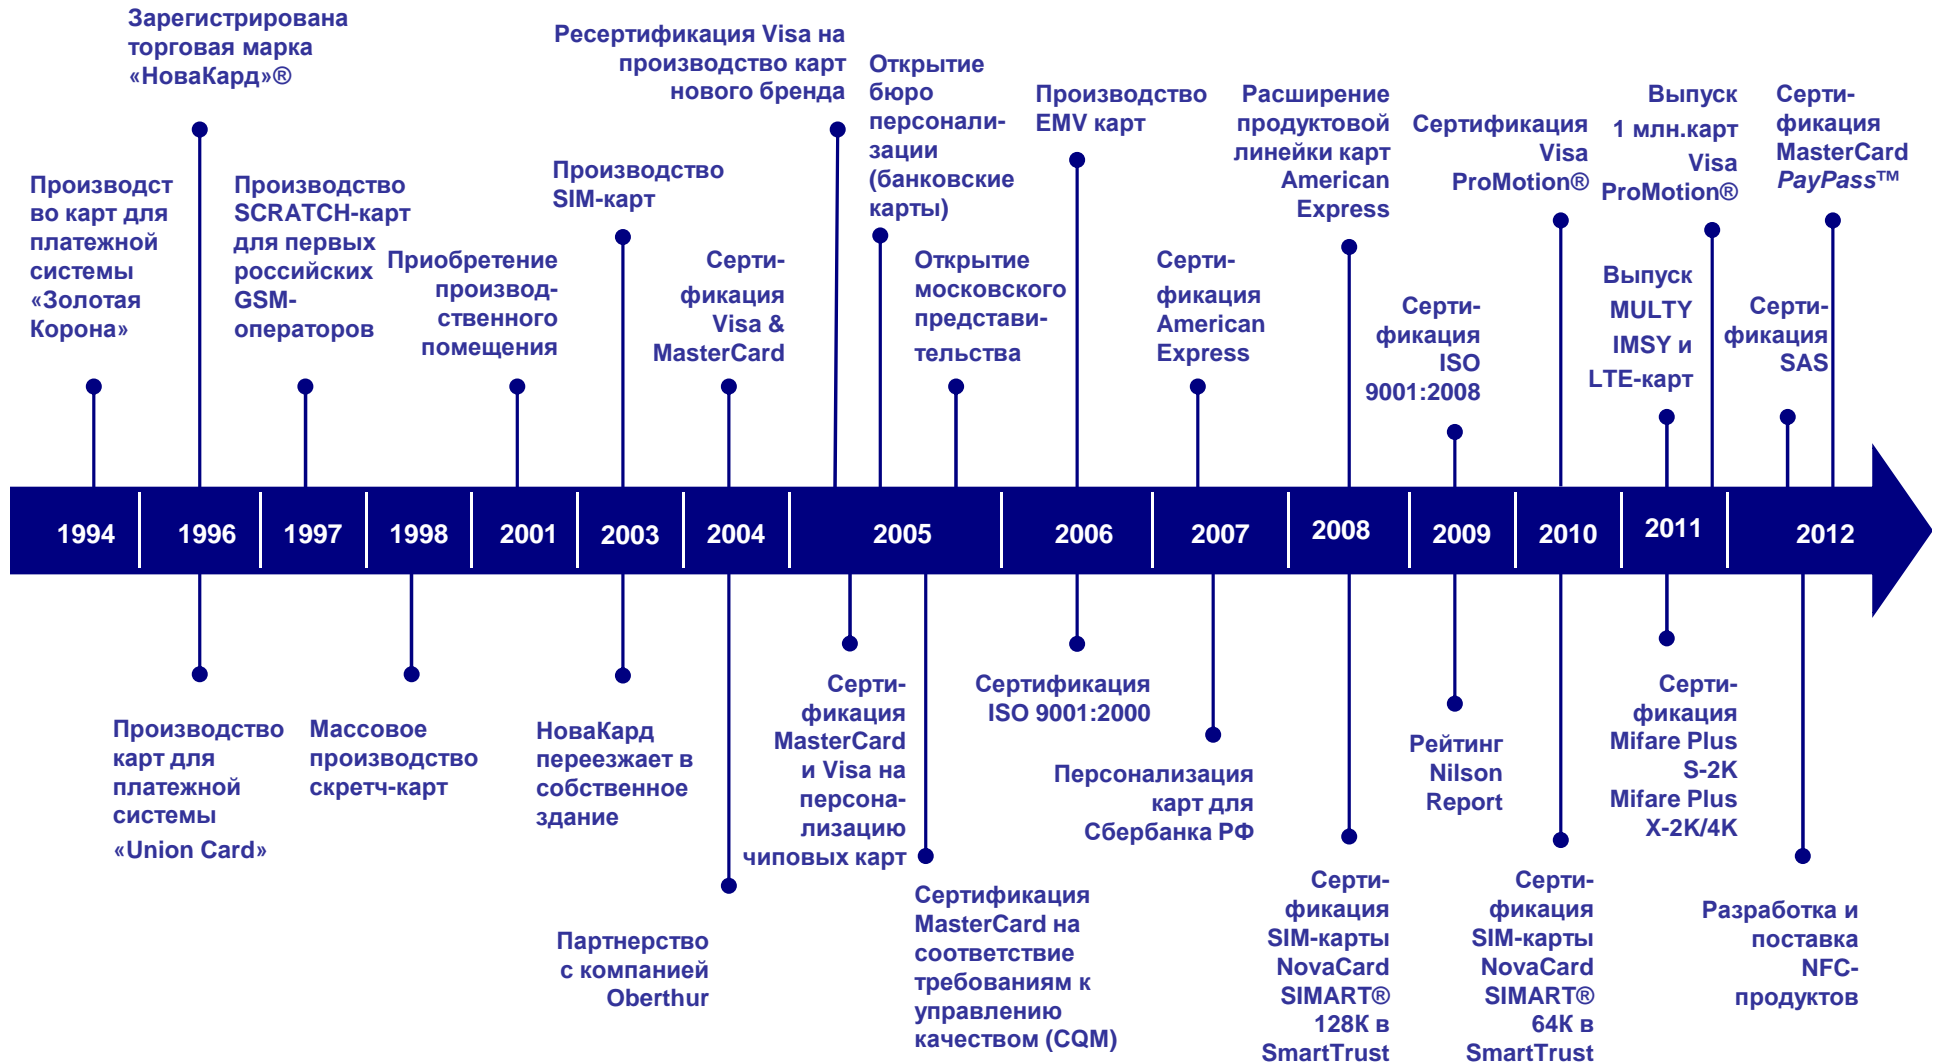 Зарегистрирована
торговая марка
«НоваКард»®
Ресертификация Visa на
производство карт
нового бренда
Открытие
бюро
персонали-
зации
(банковские
карты)
Производство
EMV карт
Расширение
продуктовой
линейки карт
American
Express
Сертификация
Visa
ProMotion®
Выпуск
1 млн.карт
Visa
ProMotion®
Серти-
фикация
MasterCard
PayPass™
Производст
во карт для
платежной
системы
«Золотая
Корона»
Производство
SCRATCH-карт
для первых
российских
GSM-
операторов
Приобретение
производ-
ственного
помещения
Производство
SIM-карт
Серти-
фикация
Visa &
MasterCard
Открытие
московского
представи-
тельства
Серти-
фикация
American
Express
Серти-
фикация
ISO
9001:2008
Выпуск
MULTY
IMSY и
LTE-карт
Серти-
фикация
SAS
1994
1996
1997
1998
2001
2003
2004
2005
2006
2007
2008
2009
2010
2011
2012
Производство
карт для
платежной
системы
«Union Card»
Массовое
производство
скретч-карт
НоваКард
переезжает в
собственное
здание
Партнерство
с компанией
Oberthur
Серти-
фикация
MasterCard
и Visa на
персона-
лизацию
чиповых карт
Сертификация
MasterCard на
соответствие
требованиям к
управлению
качеством (CQM)
Сертификация
ISO 9001:2000
Персонализация
карт для
Сбербанка РФ
Серти-
фикация
SIM-карты
NovaCard
SIMART®
128К в
SmartTrust
Рейтинг
Nilson
Report
Серти-
фикация
SIM-карты
NovaCard
SIMART®
64К в
SmartTrust
Серти-
фикация
Mifare Plus
S-2K
Mifare Plus
X-2K/4K
Разработка и
поставка
NFC-
продуктов